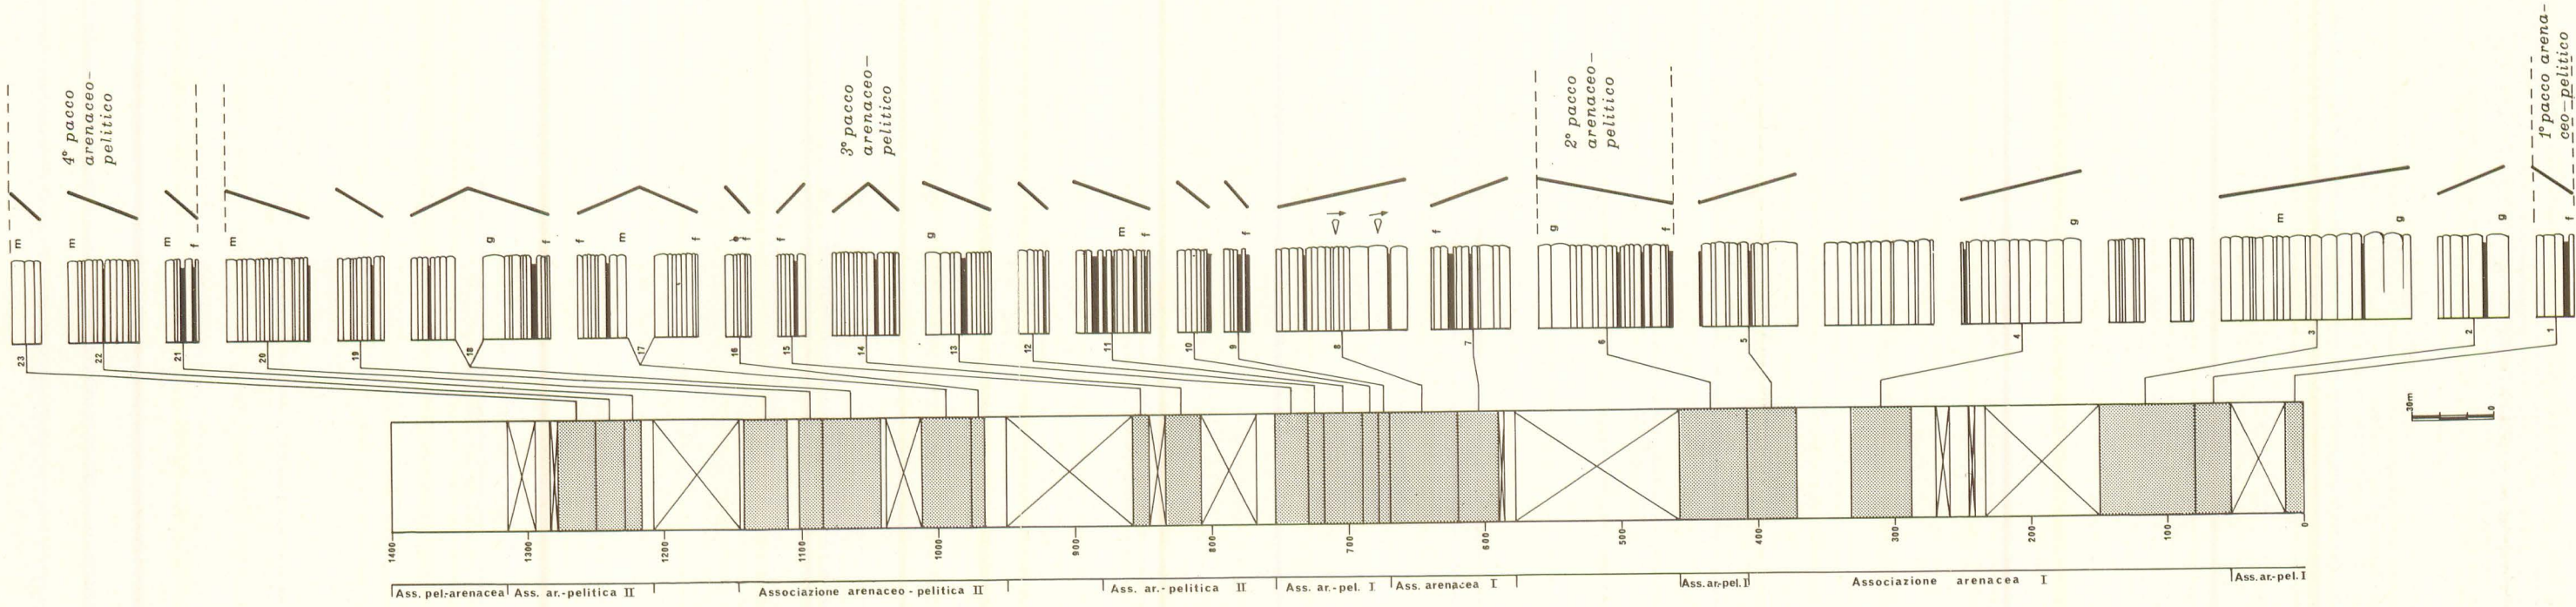 4° pacco
arenaceo-
pelitico
3° pacco
arenaceo-
pelitico
2° pacco
arenaceo-
pelitico
1° pacco arena-
ceo-pelitico
m
m
m
f
m
g
f
f
m
f
f
f
g
m
f
f
f
g
f
g
m
g
g
f
23
22
21
20
19
18
17
16
15
14
13
12
11
10
9
8
7
6
5
4
3
2
1
30m
0
1400
1300
1200
1100
1000
900
800
700
600
500
400
300
200
100
0
Ass. pel.-arenacea
Ass. ar.-pelitica II
Associazione arenaceo-pelitica II
Ass. ar.-pelitica II
Ass. ar.-pel. I
Ass. arenacea I
Ass. ar.-pel. I
Associazione arenacea I
Ass. ar.-pel. I